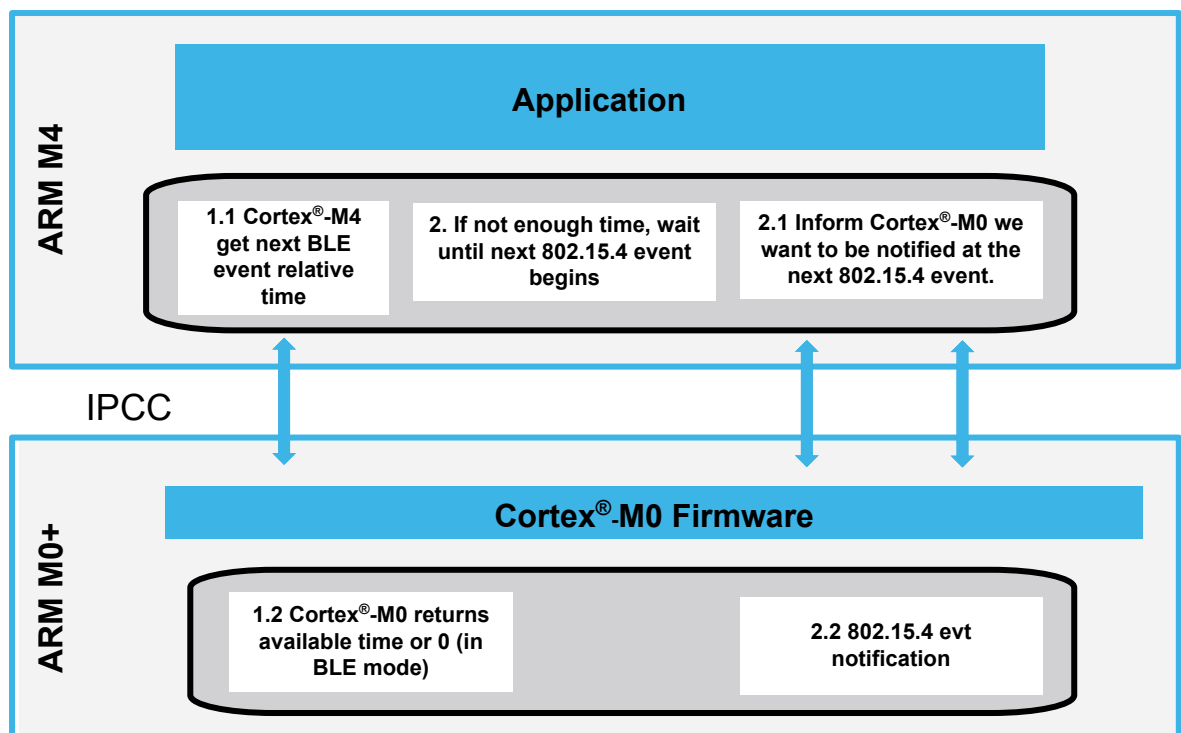 ARM M4
Application
1.1 Cortex®-M4
get next BLE
event relative
time
2. If not enough time, wait
until next 802.15.4 event
begins
2.1 Inform Cortex®-M0 we
want to be notified at the
next 802.15.4 event.
IPCC
ARM M0+
Cortex®-M0 Firmware
1.2 Cortex®-M0 returns
available time or 0 (in
BLE mode)
2.2 802.15.4 evt
notification